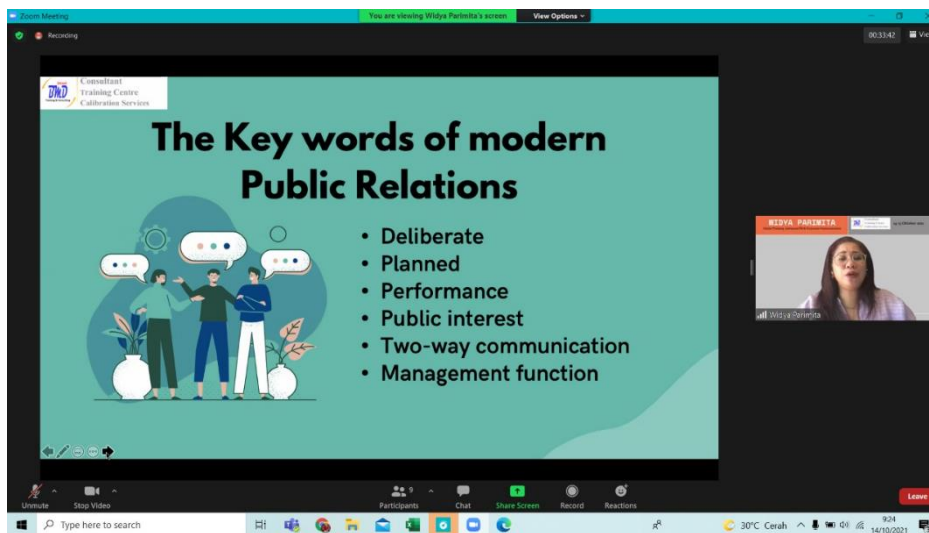 Zoom Meeting
You are viewing Widya Parimita's screen
View Options
Recording
00:33:42
Vie
BMD
Consultant
Training Centre
Calibration Services
The Key words of modern
Public Relations
• Deliberate
• Planned
• Performance
• Public interest
• Two-way communication
• Management function
WIDYA PARIMITA
Widya Parimita
Unmute
Stop Video
9
Participants
Chat
Share Screen
Record
Reactions
Leave
Type here to search
30°C Cerah
9:24
14/10/2021